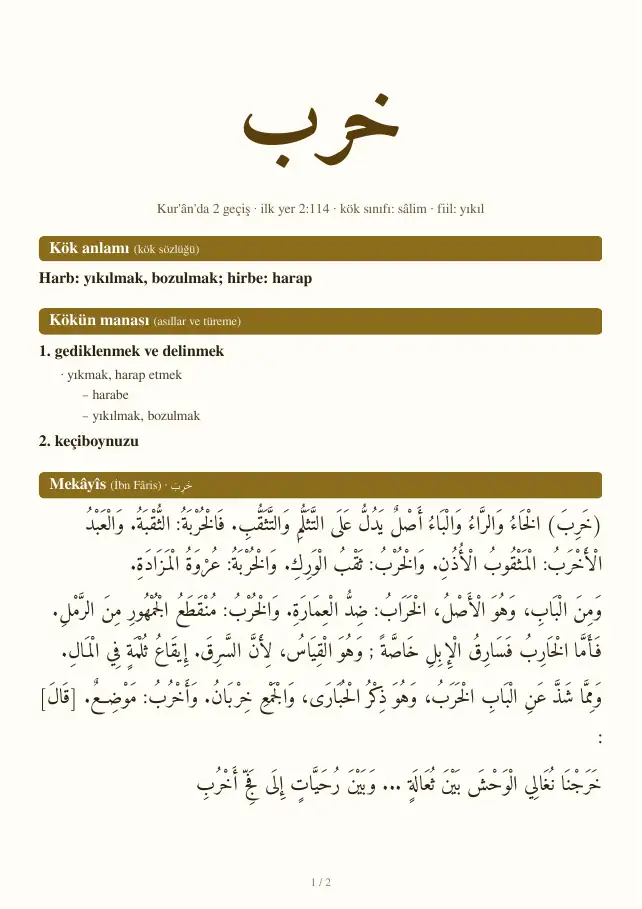 خرب
Kur'ân'da 2 geçiş · ilk yer 2:114 · kök sınıfı: sâlim · fiil: yıkıl
Kök anlamı (kök sözlüğü)
Harb: yıkılmak, bozulmak; hirbe: harap
Kökün manası (asıllar ve türeme)
1. gediklenmek ve delinmek
· yıkmak, harap etmek
– harabe
– yıkılmak, bozulmak
2. keçiboynuzu
Mekâyîs (İbn Fâris) · خَرِبَ
(خَرِبَ) الْخَاءُ وَالرَّاءُ وَالْبَاءُ أَصْلٌ يَدُلُّ عَلَى التَّثَلُّمِ وَالتَّثَقُّبِ. فَالْخُرْبَةُ: الثُّقْبَةُ. وَالْعَبْدُ
الْأَخْرَبُ: الْمَثْقُوبُ الْأُذُنِ. وَالْخُرْبُ: ثَقْبُ الْوَرِكِ. وَالْخُرْبَةُ: عُرْوَةُ الْمَزَادَةِ.
وَمِنَ الْبَابِ، وَهُوَ الْأَصْلُ، الْخَرَابُ: ضِدُّ الْعِمَارَةِ. وَالْخُرْبُ: مُنْقَطَعُ الْجُمْهُورِ مِنَ الرَّمْلِ.
فَأَمَّا الْخَارِبُ فَسَارِقُ الْإِبِلِ خَاصَّةً ; وَهُوَ الْقِيَاسُ، لِأَنَّ السَّرِقَ. إِيقَاعُ ثُلْمَةٍ فِي الْمَالِ.
وَمِمَّا شَذَّ عَنِ الْبَابِ الْخَرَبُ، وَهُوَ ذِكْرُ الْحُبَارَى، وَالْجَمْعِ خِرْبَانُ. وَأَخْرُبُ: مَوْضِعٌ. [قَالَ]
:
خَرَجْنَا نُغَالِي الْوَحْشَ بَيْنَ ثُعَالَةٍ ... وَبَيْنَ رُحَيَّاتٍ إِلَى فَجِّ أَخْرُبِ
1 / 2